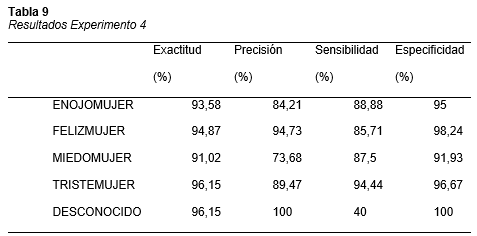 Tabla 9
Resultados Experimento 4
Exactitud Precisión Sensibilidad Especificidad
(%) (%) (%) (%)
ENOJOMUJER 93,58 84,21 88,88 95
FELIZMUJER 94,87 94,73 85,71 98,24
MIEDOMUJER 91,02 73,68 87,5 91,93
TRISTEMUJER 96,15 89,47 94,44 96,67
DESCONOCIDO 96,15 100 40 100